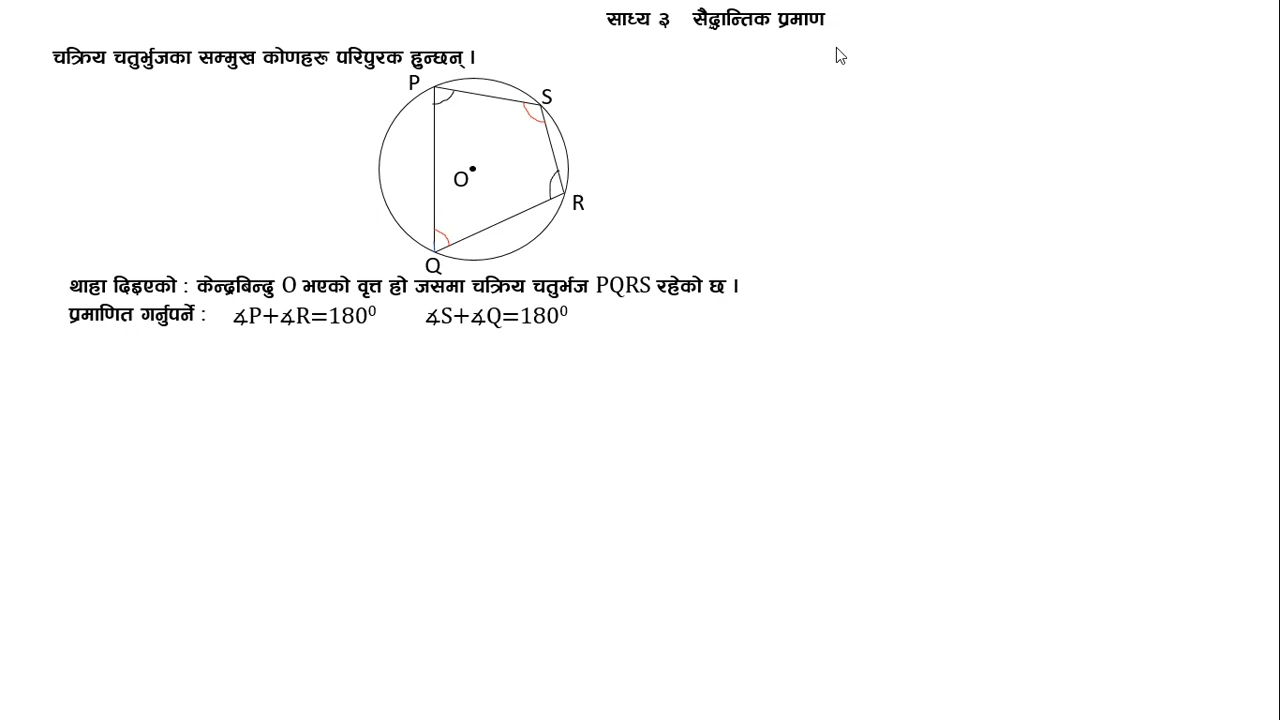 साध्य ३ सैद्धान्तिक प्रमाण
चक्रिय चतुर्भुजका सम्मुख कोणहरू परिपुरक हुन्छन् ।
P
S
O
R
Q
थाहा दिइएको : केन्द्रबिन्दु O भएको वृत्त हो जसमा चक्रिय चतुर्भज PQRS रहेको छ ।
प्रमाणित गर्नुपर्ने : ∡P+∡R=180⁰ ∡S+∡Q=180⁰